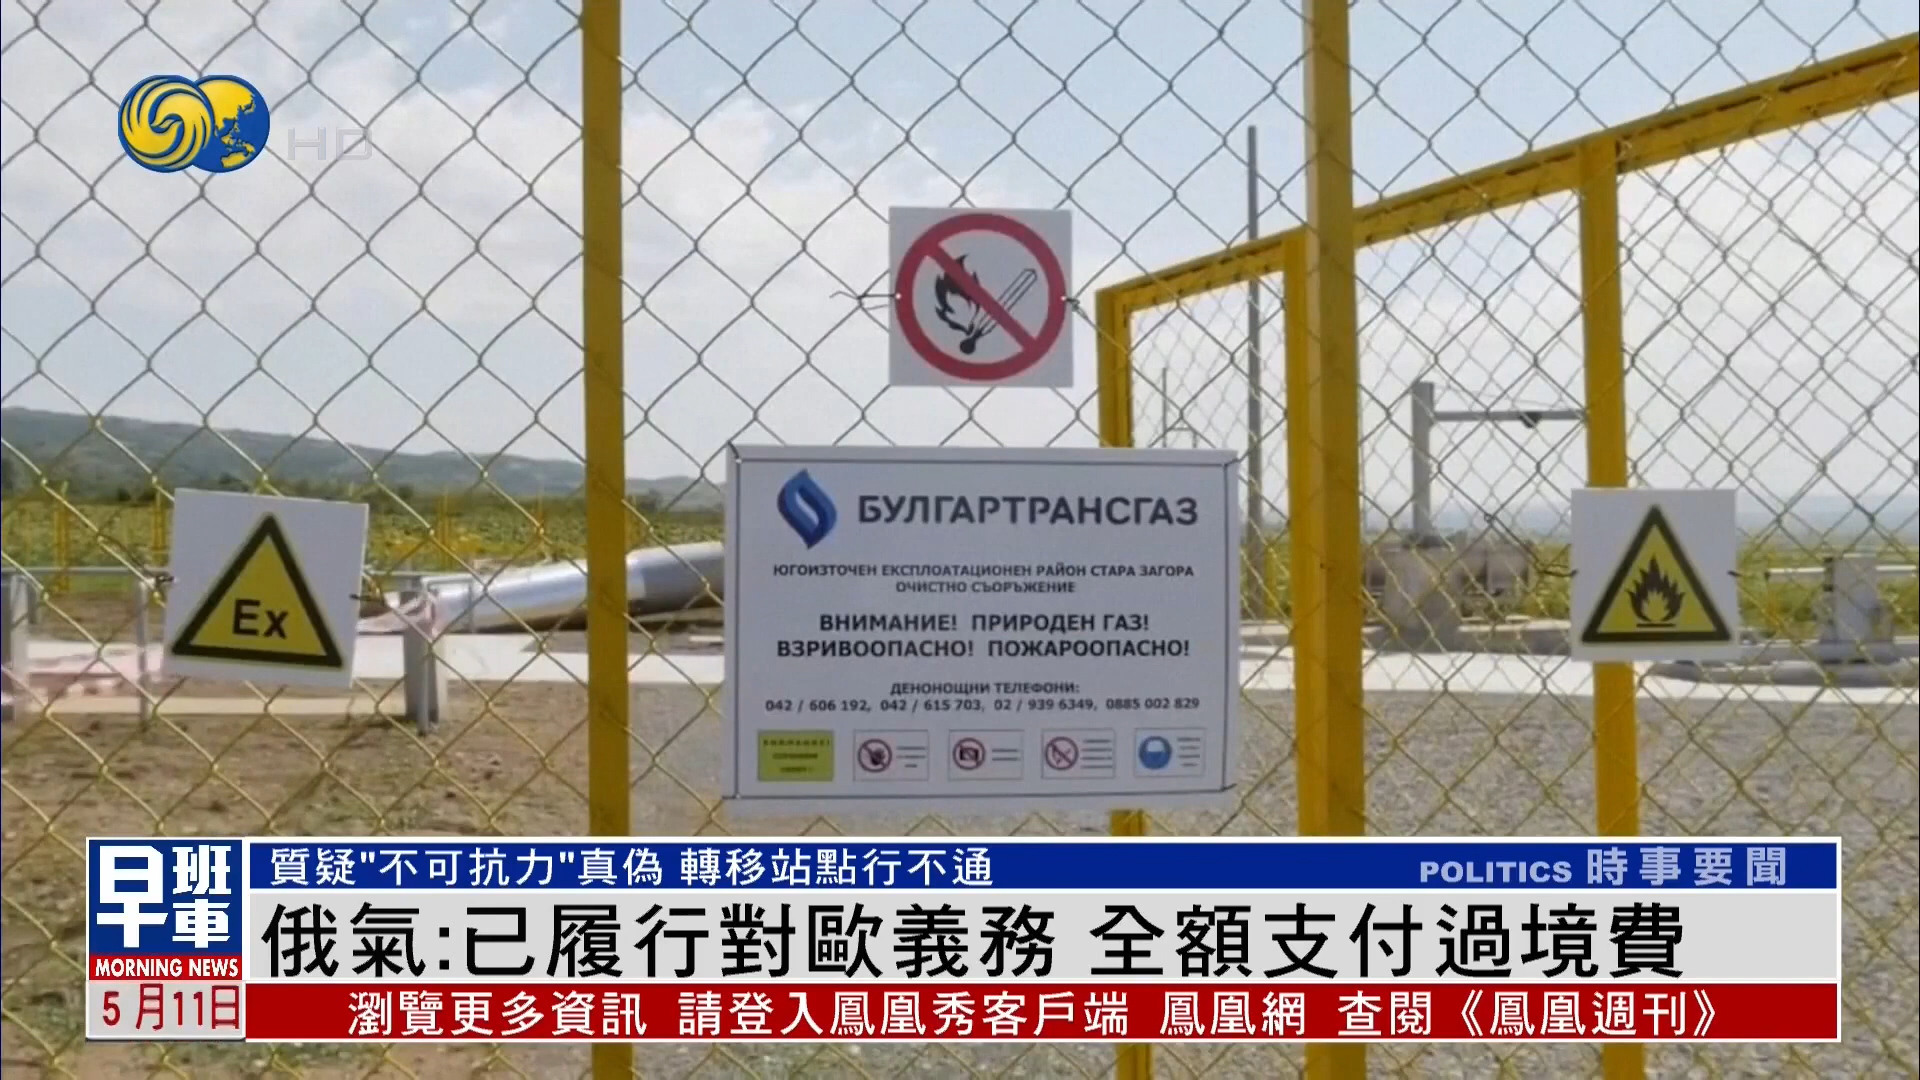 HD
БУЛГАРТРАНСГАЗ
ЮГОИЗТОЧЕН ЕКСПЛОАТАЦИОНЕН РАЙОН СТАРА ЗАГОРА
ОЧИСТНО СЪОРЪЖЕНИЕ
ВНИМАНИЕ! ПРИРОДЕН ГАЗ!
ВЗРИВООПАСНО! ПОЖАРООПАСНО!
ДЕНОНОЩНИ ТЕЛЕФОНИ:
042 / 606 192, 042 / 615 703, 02 / 939 6349, 0885 002 829
Ex
ВНИМАНИЕ!
早班車
MORNING NEWS
5月11日
質疑"不可抗力"真偽 轉移站點行不通
POLITICS 時事要聞
俄氣:已履行對歐義務 全額支付過境費
瀏覽更多資訊 請登入鳳凰秀客戶端 鳳凰網 查閱《鳳凰週刊》